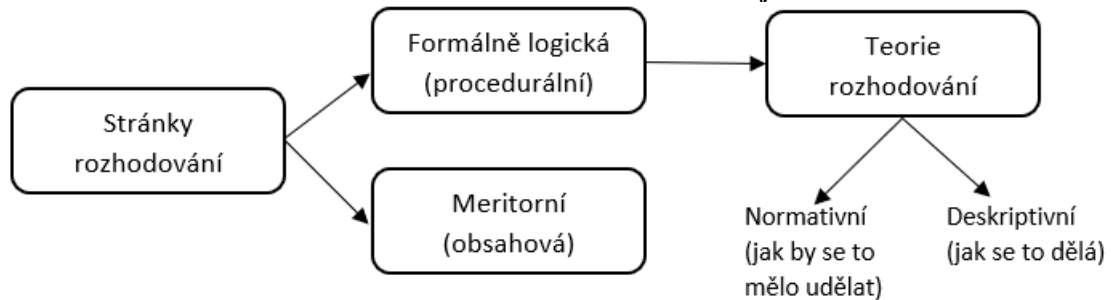 Stránky
rozhodování
Formálně logická
(procedurální)
Meritorní
(obsahová)
Teorie
rozhodování
Normativní
(jak by se to
mělo udělat)
Deskriptivní
(jak se to dělá)